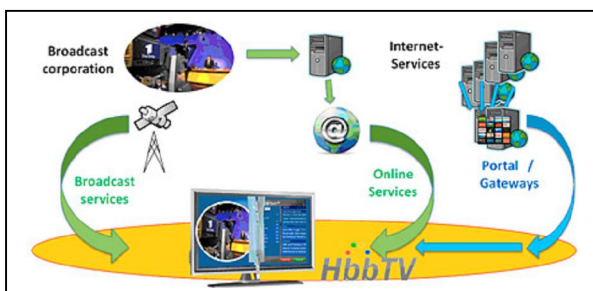 Broadcast
corporation
Internet-
Services
@
Broadcast
services
Online
Services
Portal /
Gateways
HbbTV